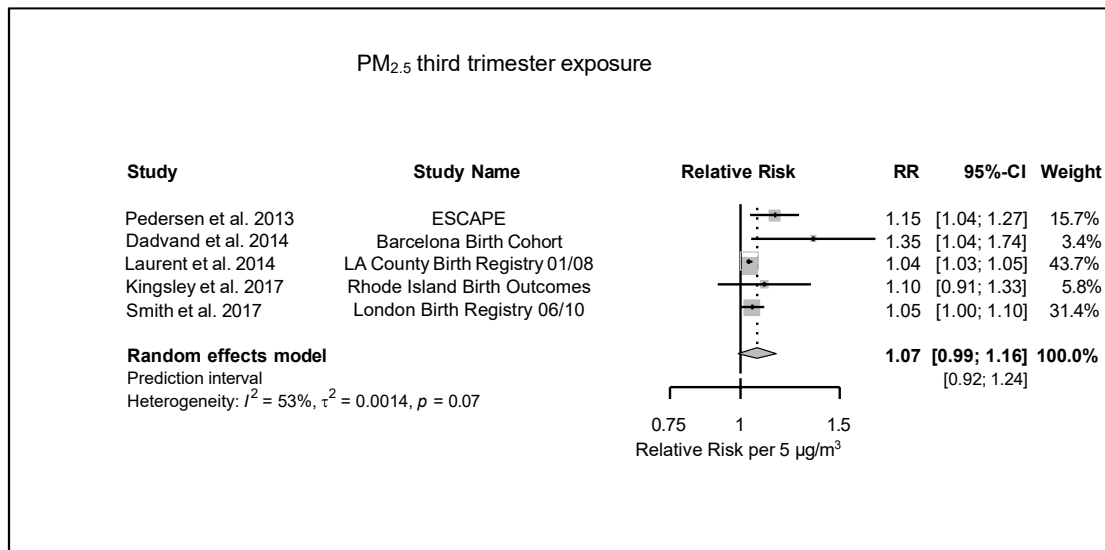 PM2.5 third trimester exposure
Study Study Name Relative Risk RR 95%-CI Weight
Pedersen et al. 2013 ESCAPE 1.15 [1.04; 1.27] 15.7%
Dadvand et al. 2014 Barcelona Birth Cohort 1.35 [1.04; 1.74] 3.4%
Laurent et al. 2014 LA County Birth Registry 01/08 1.04 [1.03; 1.05] 43.7%
Kingsley et al. 2017 Rhode Island Birth Outcomes 1.10 [0.91; 1.33] 5.8%
Smith et al. 2017 London Birth Registry 06/10 1.05 [1.00; 1.10] 31.4%
Random effects model 1.07 [0.99; 1.16] 100.0%
Prediction interval [0.92; 1.24]
Heterogeneity: I² = 53%, τ² = 0.0014, p = 0.07
0.75 1 1.5
Relative Risk per 5 µg/m³